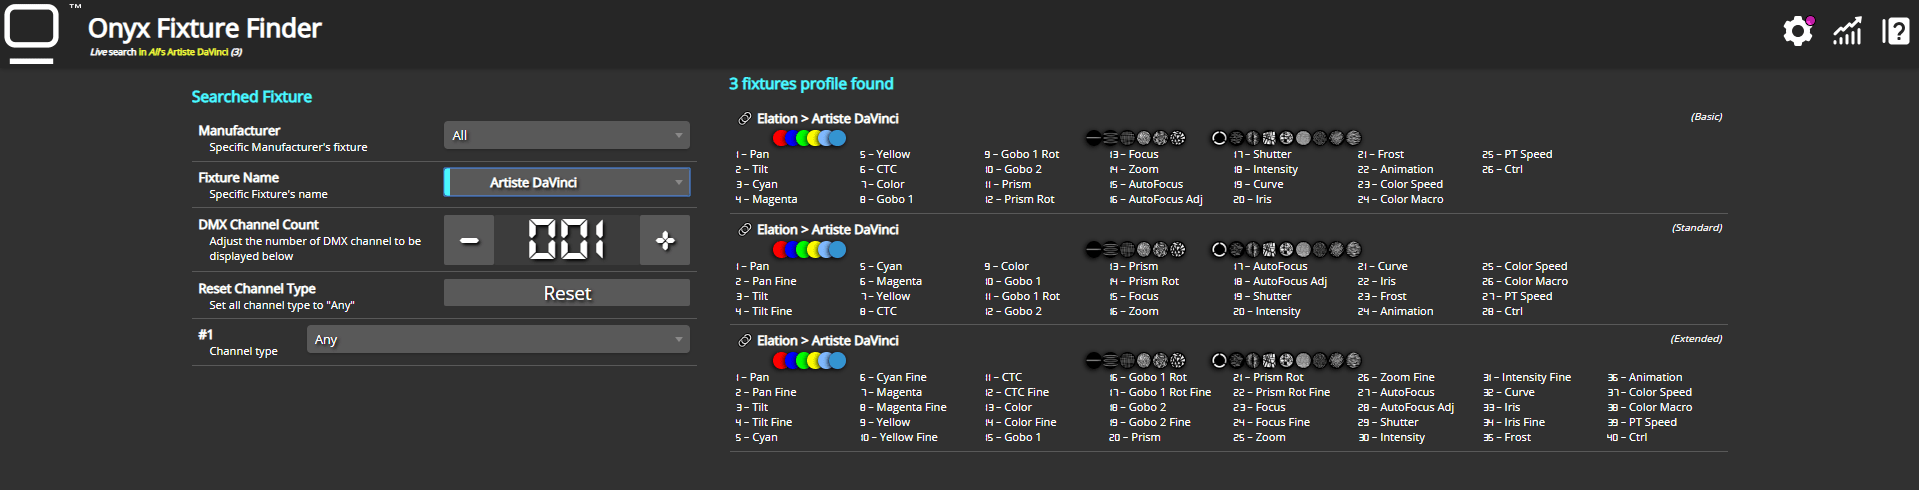 ™
Onyx Fixture Finder
Live search in All's Artiste DaVinci (3)
Searched Fixture
Manufacturer
Specific Manufacturer's fixture
All
Fixture Name
Specific Fixture's name
Artiste DaVinci
DMX Channel Count
Adjust the number of DMX channel to be
displayed below
− 001 +
Reset Channel Type
Set all channel type to "Any"
Reset
#1
Channel type
Any
3 fixtures profile found
Elation > Artiste DaVinci (Basic)
1 – Pan 5 – Yellow 9 – Gobo 1 Rot 13 – Focus 17 – Shutter 21 – Frost 25 – PT Speed
2 – Tilt 6 – CTC 10 – Gobo 2 14 – Zoom 18 – Intensity 22 – Animation 26 – Ctrl
3 – Cyan 7 – Color 11 – Prism 15 – AutoFocus 19 – Curve 23 – Color Speed
4 – Magenta 8 – Gobo 1 12 – Prism Rot 16 – AutoFocus Adj 20 – Iris 24 – Color Macro
Elation > Artiste DaVinci (Standard)
1 – Pan 5 – Cyan 9 – Color 13 – Prism 17 – AutoFocus 21 – Curve 25 – Color Speed
2 – Pan Fine 6 – Magenta 10 – Gobo 1 14 – Prism Rot 18 – AutoFocus Adj 22 – Iris 26 – Color Macro
3 – Tilt 7 – Yellow 11 – Gobo 1 Rot 15 – Focus 19 – Shutter 23 – Frost 27 – PT Speed
4 – Tilt Fine 8 – CTC 12 – Gobo 2 16 – Zoom 20 – Intensity 24 – Animation 28 – Ctrl
Elation > Artiste DaVinci (Extended)
1 – Pan 6 – Cyan Fine 11 – CTC 16 – Gobo 1 Rot 21 – Prism Rot 26 – Zoom Fine 31 – Intensity Fine 36 – Animation
2 – Pan Fine 7 – Magenta 12 – CTC Fine 17 – Gobo 1 Rot Fine 22 – Prism Rot Fine 27 – AutoFocus 32 – Curve 37 – Color Speed
3 – Tilt 8 – Magenta Fine 13 – Color 18 – Gobo 2 23 – Focus 28 – AutoFocus Adj 33 – Iris 38 – Color Macro
4 – Tilt Fine 9 – Yellow 14 – Color Fine 19 – Gobo 2 Fine 24 – Focus Fine 29 – Shutter 34 – Iris Fine 39 – PT Speed
5 – Cyan 10 – Yellow Fine 15 – Gobo 1 20 – Prism 25 – Zoom 30 – Intensity 35 – Frost 40 – Ctrl